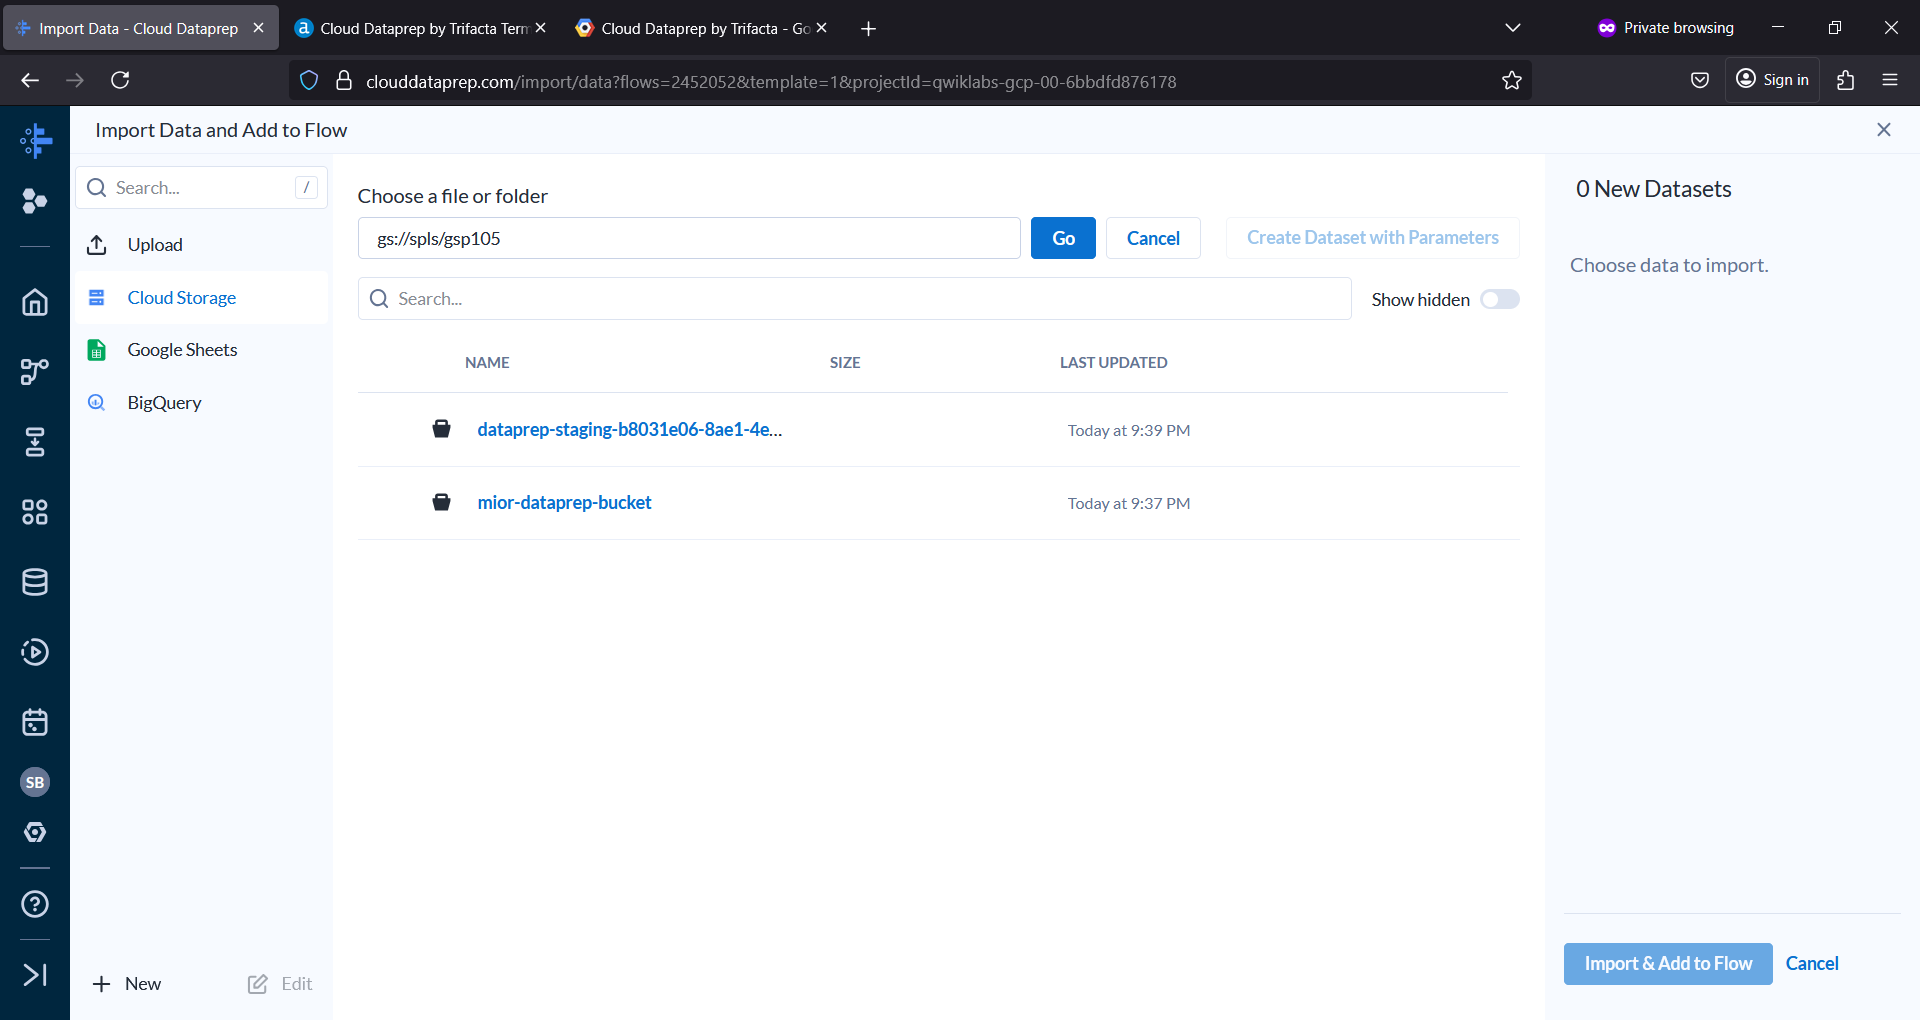 Import Data - Cloud Dataprep
Cloud Dataprep by Trifacta Tern
Cloud Dataprep by Trifacta - Go
Private browsing
clouddataprep.com/import/data?flows=2452052&template=1&projectId=qwiklabs-gcp-00-6bbdfd876178
Sign in
Import Data and Add to Flow
Search...
/
Upload
Cloud Storage
Google Sheets
BigQuery
SB
New
Edit
Choose a file or folder
gs://spls/gsp105
Go
Cancel
Create Dataset with Parameters
Search...
Show hidden
NAME
SIZE
LAST UPDATED
dataprep-staging-b8031e06-8ae1-4e...
Today at 9:39 PM
mior-dataprep-bucket
Today at 9:37 PM
0 New Datasets
Choose data to import.
Import & Add to Flow
Cancel